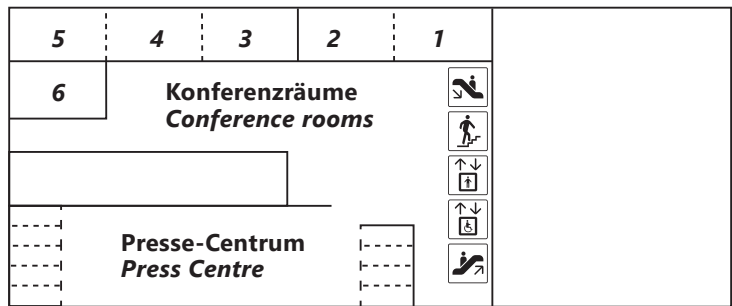 5 4 3 2 1
6
Konferenzräume
Conference rooms
Presse-Centrum
Press Centre